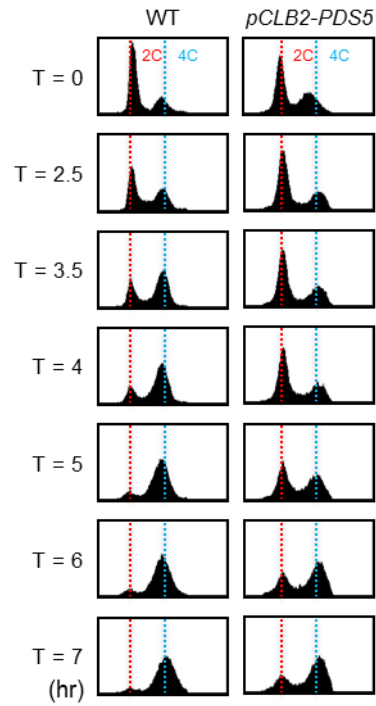 WT pCLB2-PDS5
T = 0 2C 4C 2C 4C
T = 2.5
T = 3.5
T = 4
T = 5
T = 6
T = 7
(hr)